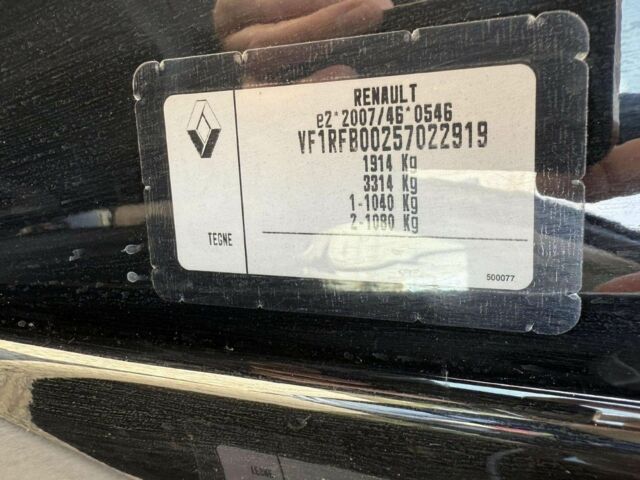 RENAULT
e2*2007/46*0546
VF1RFB00257022919
1914 Kg
3314 Kg
1-1040 Kg
2-1080 Kg
TEGNE
500077